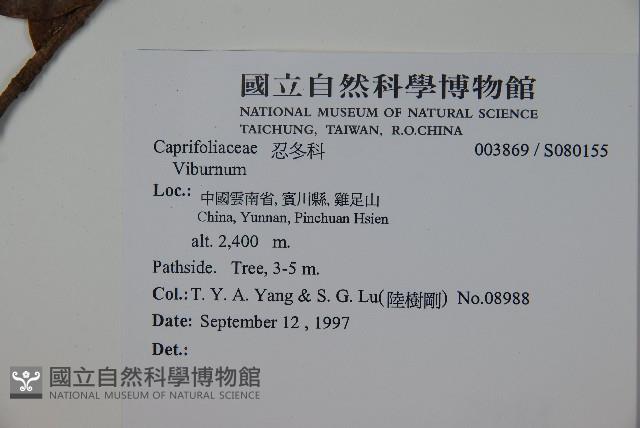 國立自然科學博物館
NATIONAL MUSEUM OF NATURAL SCIENCE
TAICHUNG, TAIWAN, R.O.CHINA
Caprifoliaceae 忍冬科 003869 / S080155
Viburnum
Loc.: 中國雲南省, 賓川縣, 雞足山
China, Yunnan, Pinchuan Hsien
alt. 2,400 m.
Pathside. Tree, 3-5 m.
Col.: T. Y. A. Yang & S. G. Lu(陸樹剛) No.08988
Date: September 12 , 1997
Det.:
國立自然科學博物館
NATIONAL MUSEUM OF NATURAL SCIENCE